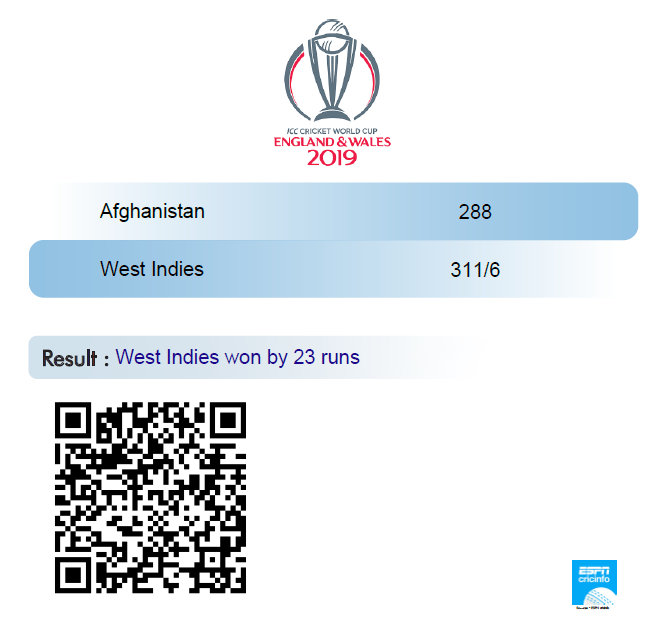 ICC CRICKET WORLD CUP
ENGLAND & WALES
2019
Afghanistan 288
West Indies 311/6
Result : West Indies won by 23 runs
ESPN
cricinfo